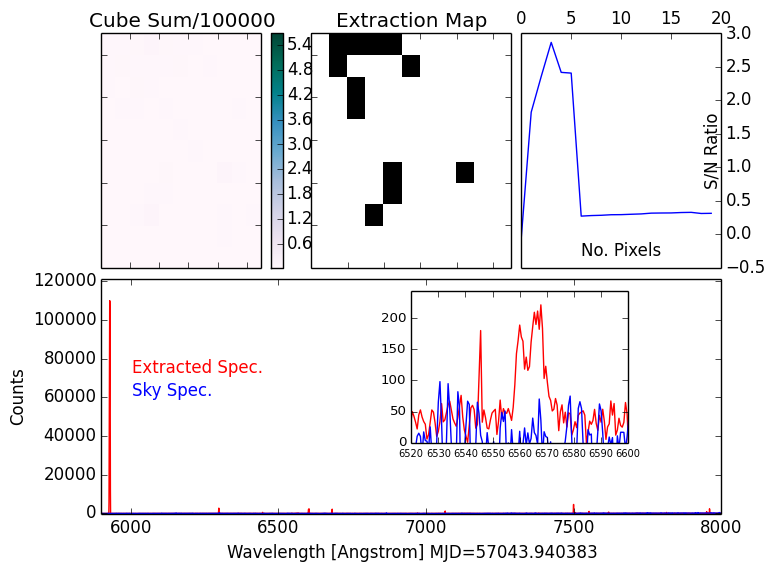 Cube Sum/100000
Extraction Map
0 5 10 15 20
5.4
4.8
4.2
3.6
3.0
2.4
1.8
1.2
0.6
3.0
2.5
2.0
1.5
1.0
0.5
0.0
−0.5
S/N Ratio
No. Pixels
120000
100000
80000
60000
40000
20000
0
Counts
Extracted Spec.
Sky Spec.
200
150
100
50
0
6520 6530 6540 6550 6560 6570 6580 6590 6600
6000 6500 7000 7500 8000
Wavelength [Angstrom] MJD=57043.940383